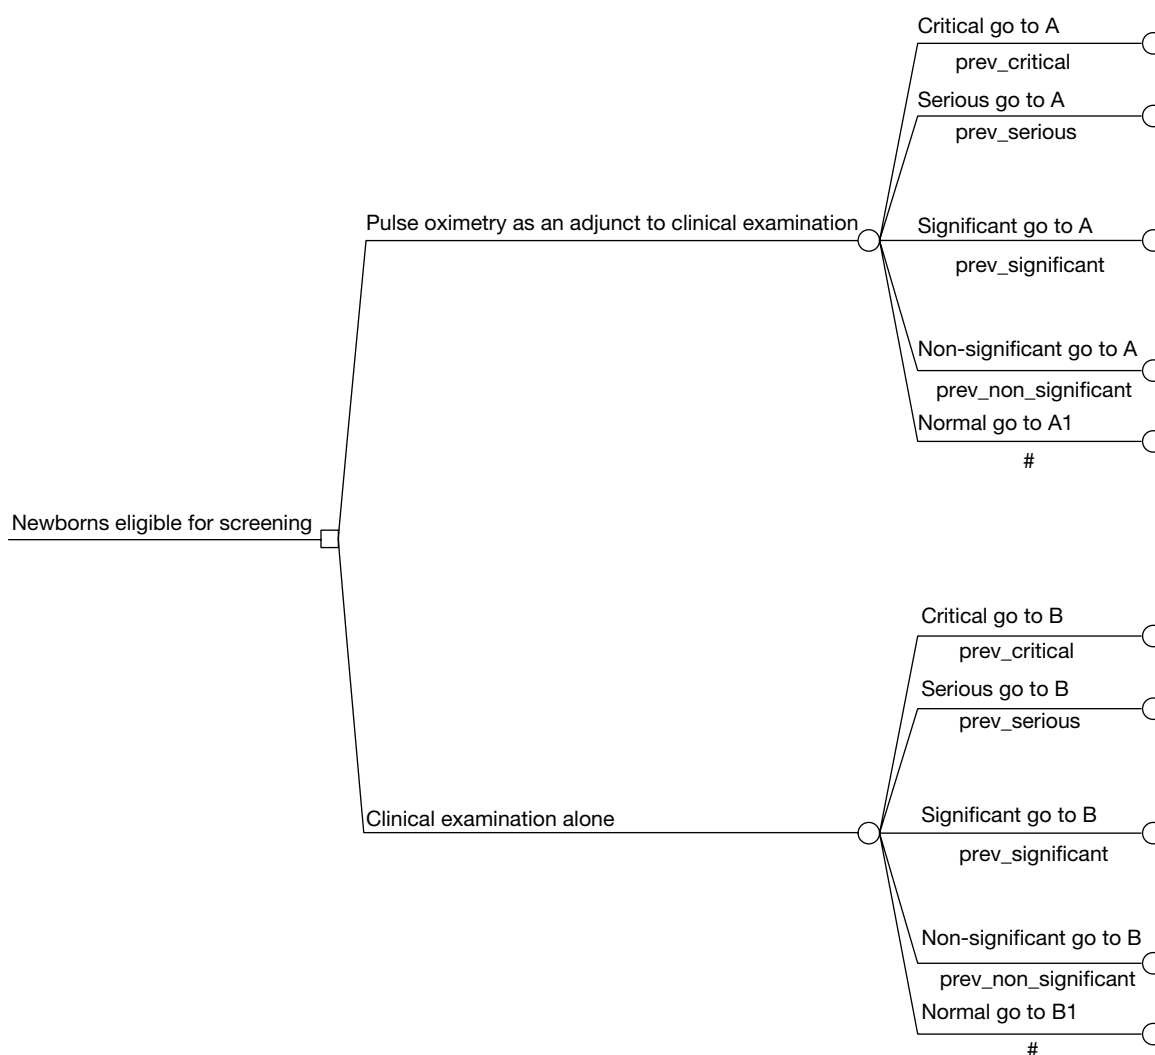 Critical go to A
prev_critical
Serious go to A
prev_serious
Pulse oximetry as an adjunct to clinical examination
Significant go to A
prev_significant
Non-significant go to A
prev_non_significant
Normal go to A1
#
Newborns eligible for screening
Critical go to B
prev_critical
Serious go to B
prev_serious
Clinical examination alone
Significant go to B
prev_significant
Non-significant go to B
prev_non_significant
Normal go to B1
#